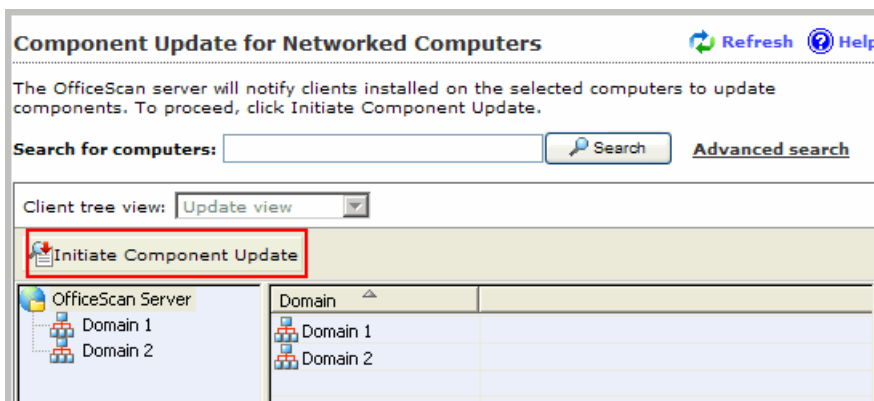 Component Update for Networked Computers
Refresh
Help
The OfficeScan server will notify clients installed on the selected computers to update
components. To proceed, click Initiate Component Update.
Search for computers:
Search
Advanced search
Client tree view:
Update view
Initiate Component Update
OfficeScan Server
Domain 1
Domain 2
Domain
Domain 1
Domain 2